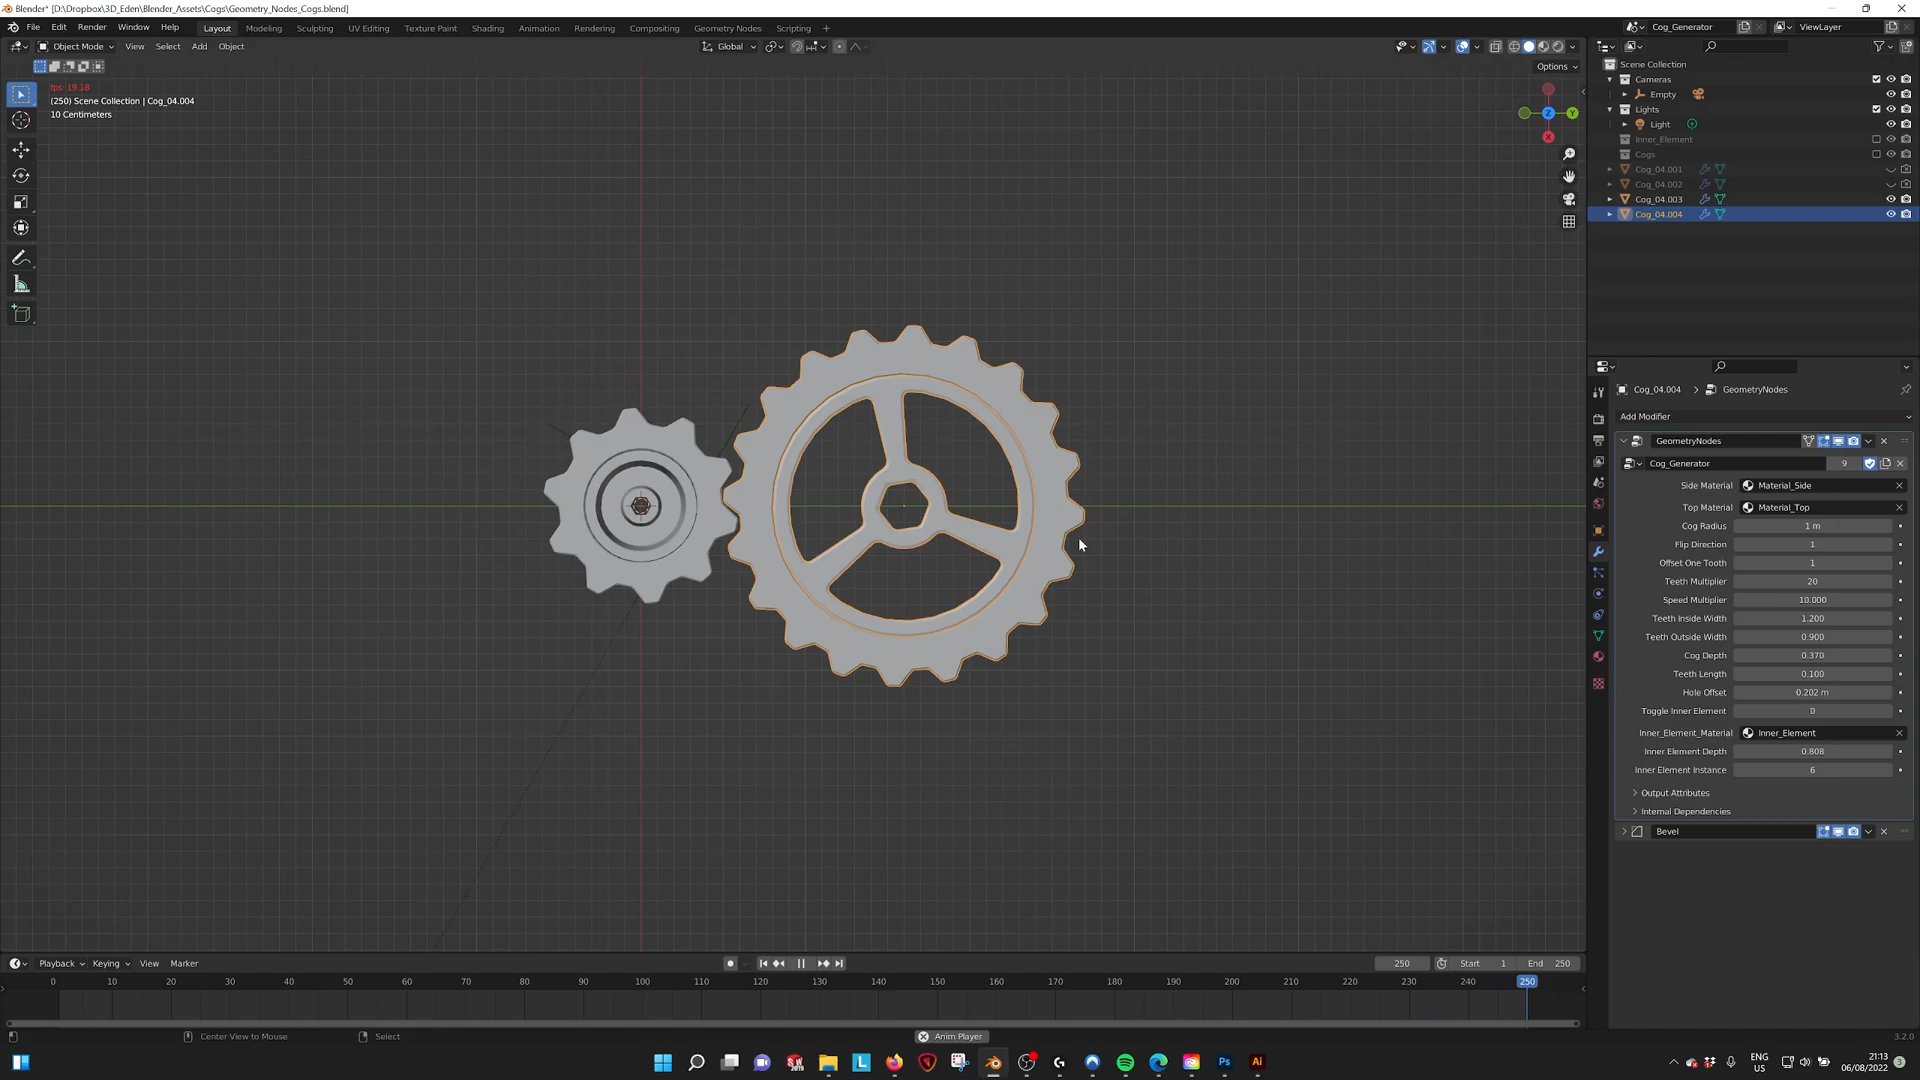 Blender* [D:\Dropbox\3D_Eden\Blender_Assets\Cogs\Geometry_Nodes_Cogs.blend]
File Edit Render Window Help Layout Modeling Sculpting UV Editing Texture Paint Shading Animation Rendering Compositing Geometry Nodes Scripting +
Cog_Generator ViewLayer
Object Mode View Select Add Object Global
Options
fps: 19.18
(250) Scene Collection | Cog_04.004
10 Centimeters
Z
Y
X
Scene Collection
Cameras
Empty
Lights
Light
Inner_Element
Cogs
Cog_04.001
Cog_04.002
Cog_04.003
Cog_04.004
Cog_04.004 > GeometryNodes
Add Modifier
GeometryNodes
Cog_Generator 9
Side Material Material_Side
Top Material Material_Top
Cog Radius 1 m
Flip Direction 1
Offset One Tooth 1
Teeth Multiplier 20
Speed Multiplier 10.000
Teeth Inside Width 1.200
Teeth Outside Width 0.900
Cog Depth 0.370
Teeth Length 0.100
Hole Offset 0.202 m
Toggle Inner Element 0
Inner_Element_Material Inner_Element
Inner Element Depth 0.808
Inner Element Instance 6
Output Attributes
Internal Dependencies
Bevel
Playback Keying View Marker 250 Start 1 End 250
0 10 20 30 40 50 60 70 80 90 100 110 120 130 140 150 160 170 180 190 200 210 220 230 240 250
Center View to Mouse Select Anim Player 3.2.0
ENG
US
21:13
06/08/2022
3
SW
2019
L
Ps
Ai